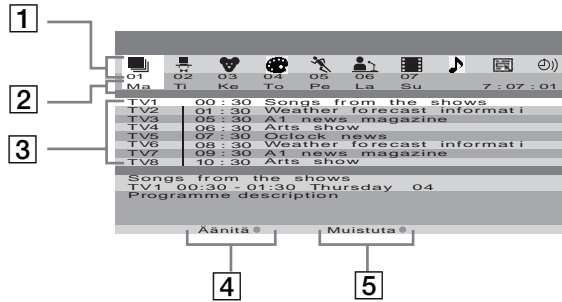 1
01 02 03 04 05 06 07
2
Ma Ti Ke To Pe La Su 7 : 07 : 01
TV1 00 : 30 Songs from the shows
TV2 01 : 30 Weather forecast informati
TV3 05 : 30 A1 news magazine
3
TV4 06 : 30 Arts show
TV5 07 : 30 Oclock news
TV6 08 : 30 Weather forecast informati
TV7 09 : 30 A1 news magazine
TV8 10 : 30 Arts show
Songs from the shows
TV1 00:30 - 01:30 Thursday 04
Programme description
Äänitä Muistuta
4 5